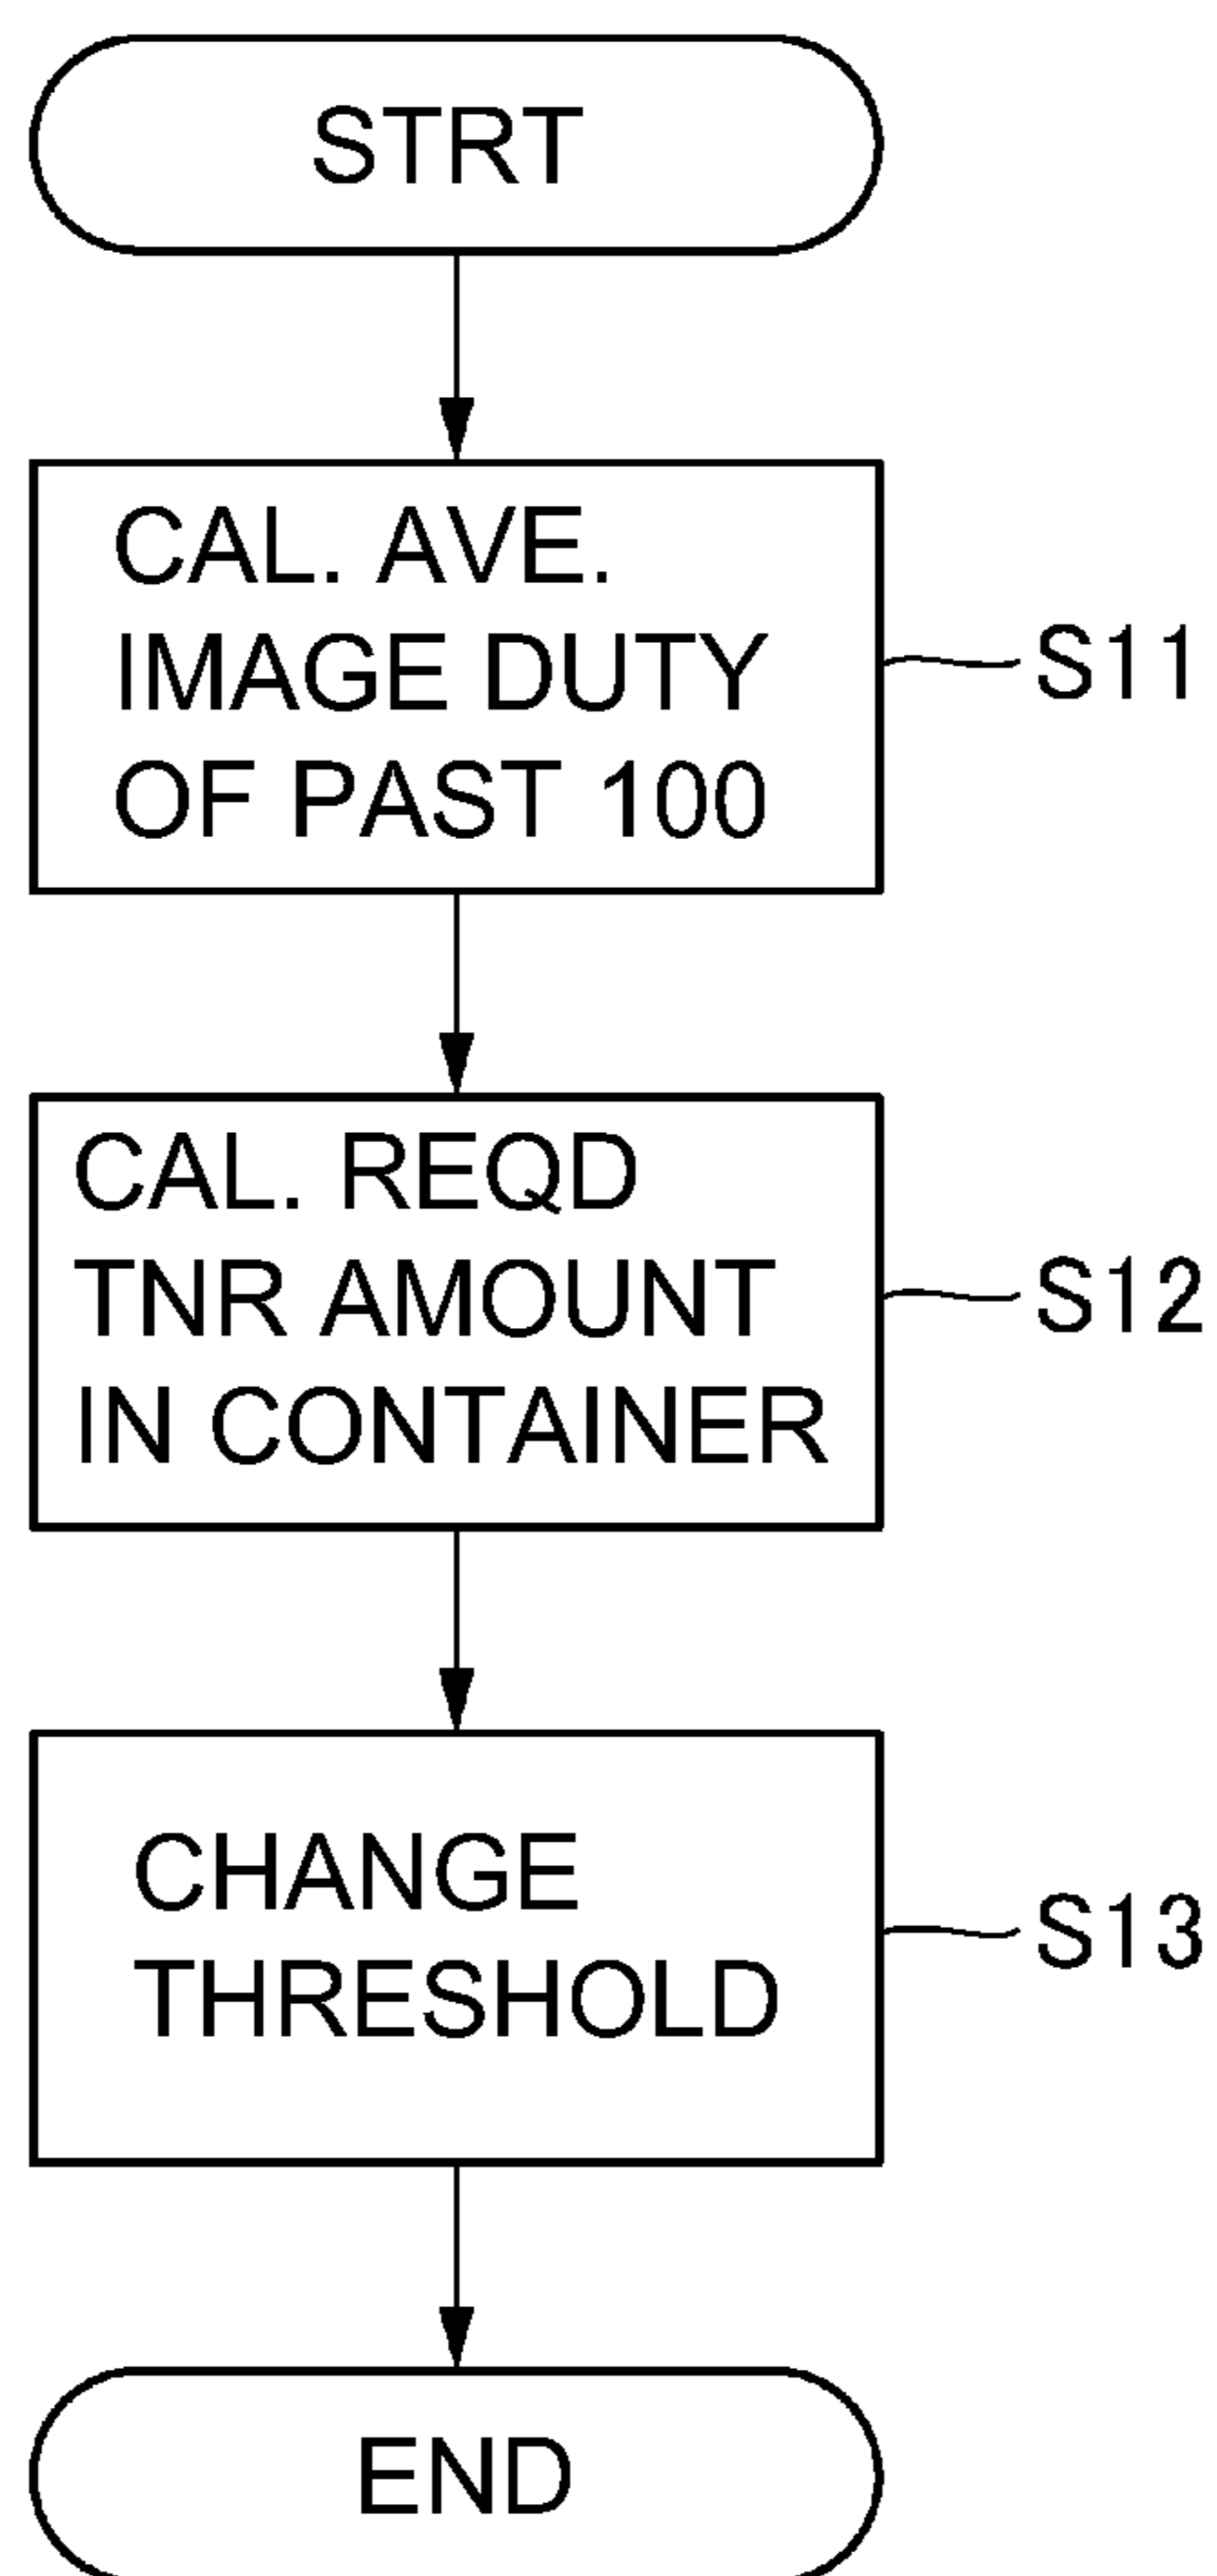 STRT
CAL. AVE.
IMAGE DUTY
OF PAST 100
S11
CAL. REQD
TNR AMOUNT
IN CONTAINER
S12
CHANGE
THRESHOLD
S13
END